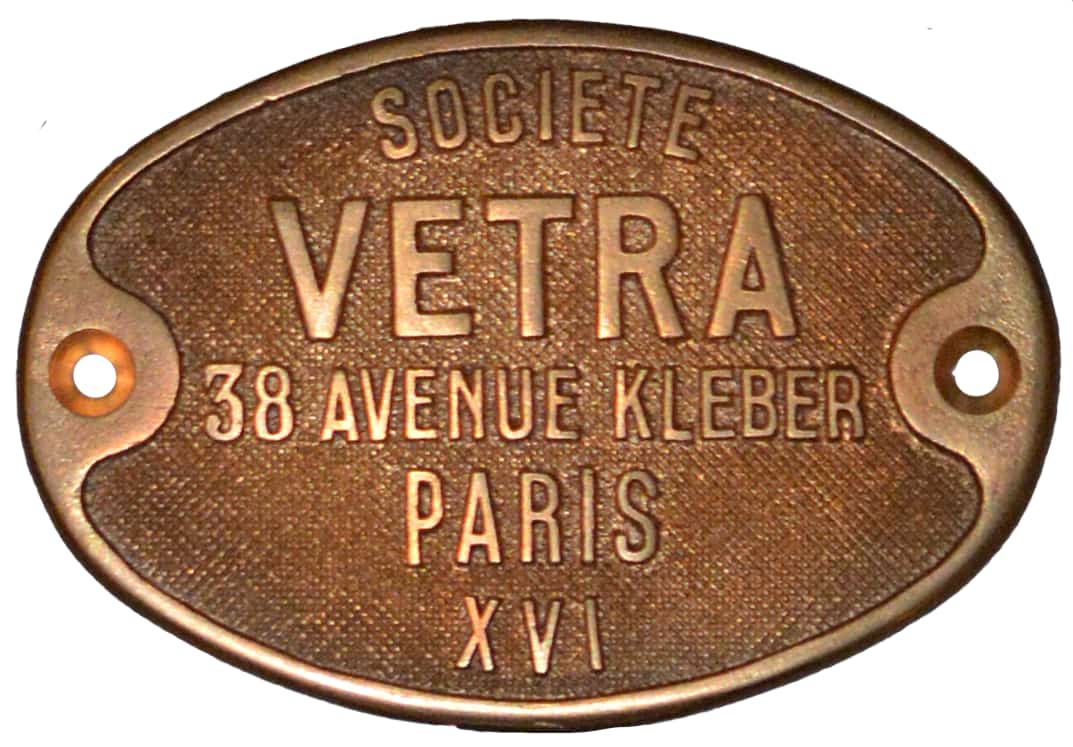 SOCIETE
VETRA
38 AVENUE KLEBER
PARIS
XVI